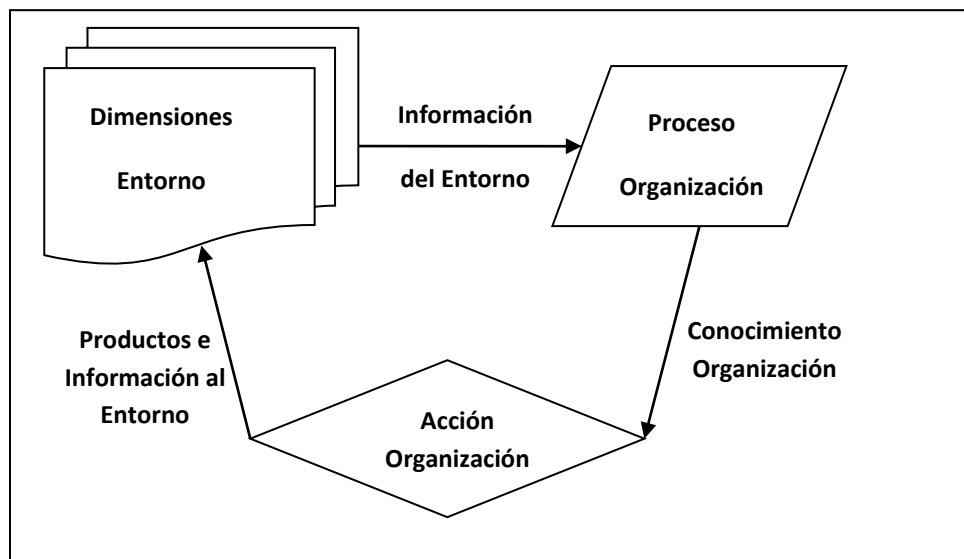 Dimensiones
Entorno
Información
del Entorno
Proceso
Organización
Conocimiento
Organización
Acción
Organización
Productos e
Información al
Entorno